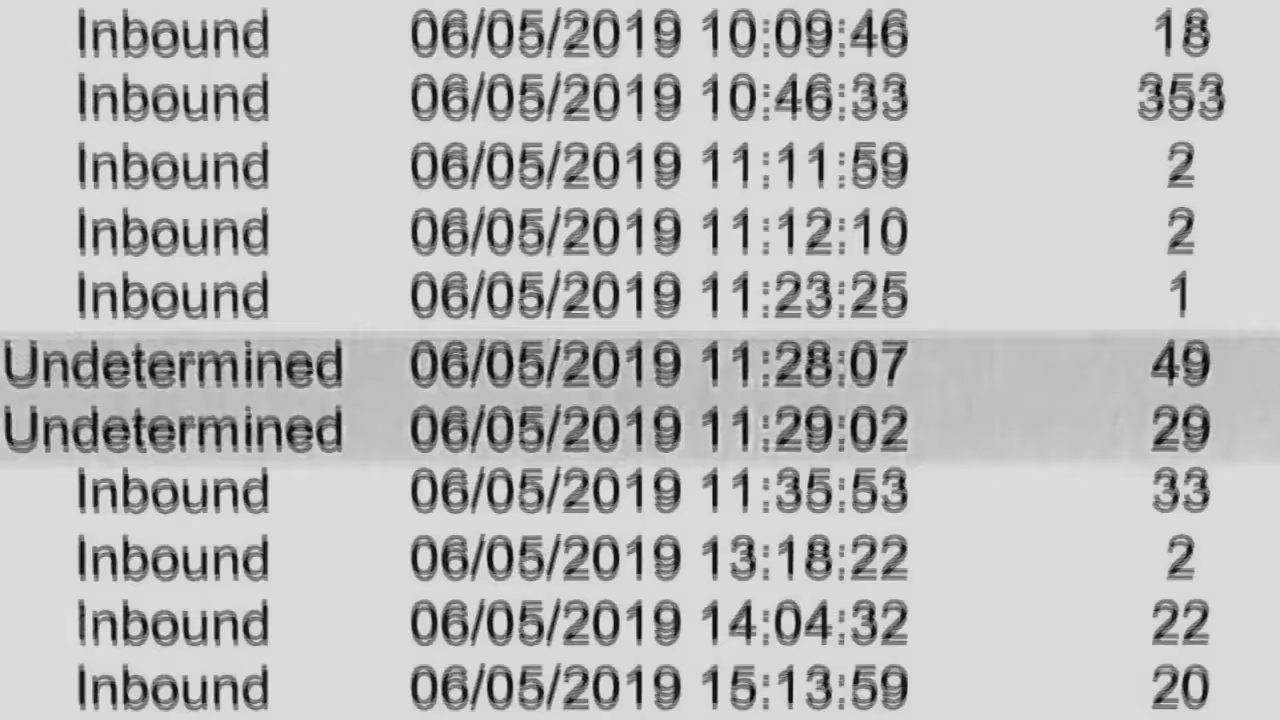 Inbound 06/05/2019 10:09:46 18
Inbound 06/05/2019 10:46:33 353
Inbound 06/05/2019 11:11:59 2
Inbound 06/05/2019 11:12:10 2
Inbound 06/05/2019 11:23:25 1
Undetermined 06/05/2019 11:28:07 49
Undetermined 06/05/2019 11:29:02 29
Inbound 06/05/2019 11:35:53 33
Inbound 06/05/2019 13:18:22 2
Inbound 06/05/2019 14:04:32 22
Inbound 06/05/2019 15:13:59 20